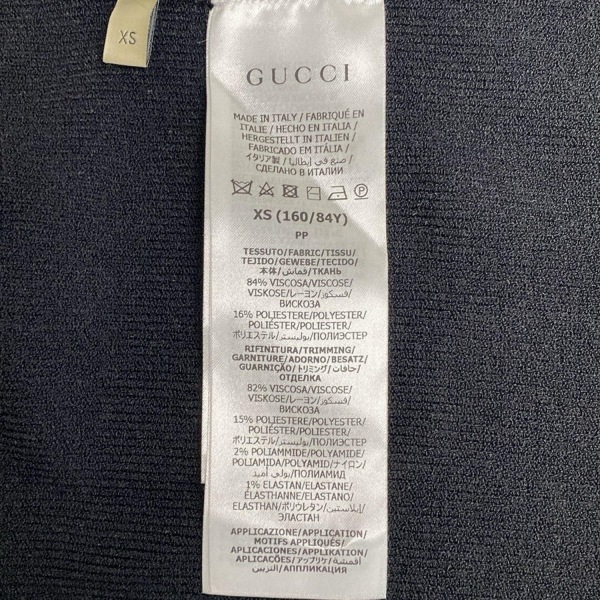 XS
GUCCI
MADE IN ITALY / FABRIQUÉ EN
ITALIE / HECHO EN ITALIA /
HERGESTELLT IN ITALIEN /
FABRICADO EM ITÁLIA /
イタリア製 / صنع في إيطاليا /
СДЕЛАНО В ИТАЛИИ
XS (160/84Y)
PP
TESSUTO/FABRIC/TISSU/
TEJIDO/GEWEBE/TECIDO/
本体/قماش/ТКАНЬ
84% VISCOSA/VISCOSE/
VISKOSE/レーヨン/فسكوز/
ВИСКОЗА
16% POLIESTERE/POLYESTER/
POLIÉSTER/POLIESTER/
ポリエステル/بوليستر/ПОЛИЭСТЕР
RIFINITURA/TRIMMING/
GARNITURE/ADORNO/BESATZ/
GUARNIÇÃO/トリミング/حافات/
ОТДЕЛКА
82% VISCOSA/VISCOSE/
VISKOSE/レーヨン/فسكوز/
ВИСКОЗА
15% POLIESTERE/POLYESTER/
POLIÉSTER/POLIESTER/
ポリエステル/بوليستر/ПОЛИЭСТЕР
2% POLIAMMIDE/POLYAMIDE/
POLIAMIDA/POLYAMID/ナイロン/
بولي أميد/ПОЛИАМИД
1% ELASTAN/ELASTANE/
ÉLASTHANNE/ELASTANO/
ELASTHAN/ポリウレタン/إيلاستين/
ЭЛАСТАН
APPLICAZIONE/APPLICATION/
MOTIFS APPLIQUÉS/
APLICACIONES/APPLIKATION/
APLICAÇÕES/アップリケ/
التزيين/АППЛИКАЦИЯ